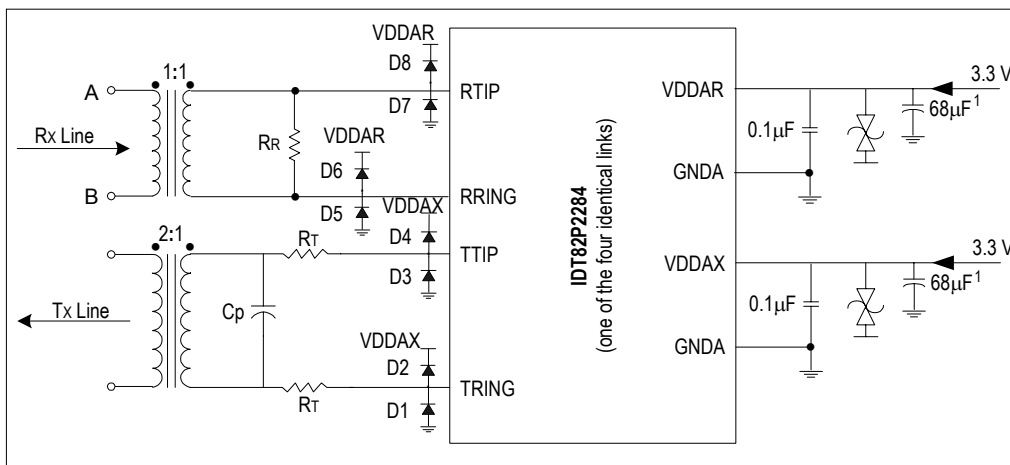 VDDAR
D8
1:1
A
RTIP
D7
VDDAR
RR
D6
Rx Line
B
RRING
D5
VDDAX
2:1
RT
D4
TTIP
D3
Cp
Tx Line
VDDAX
D2
TRING
RT
D1
IDT82P2284
(one of the four identical links)
VDDAR
3.3 V
68μF¹
0.1μF
GNDA
VDDAX
3.3 V
68μF¹
0.1μF
GNDA